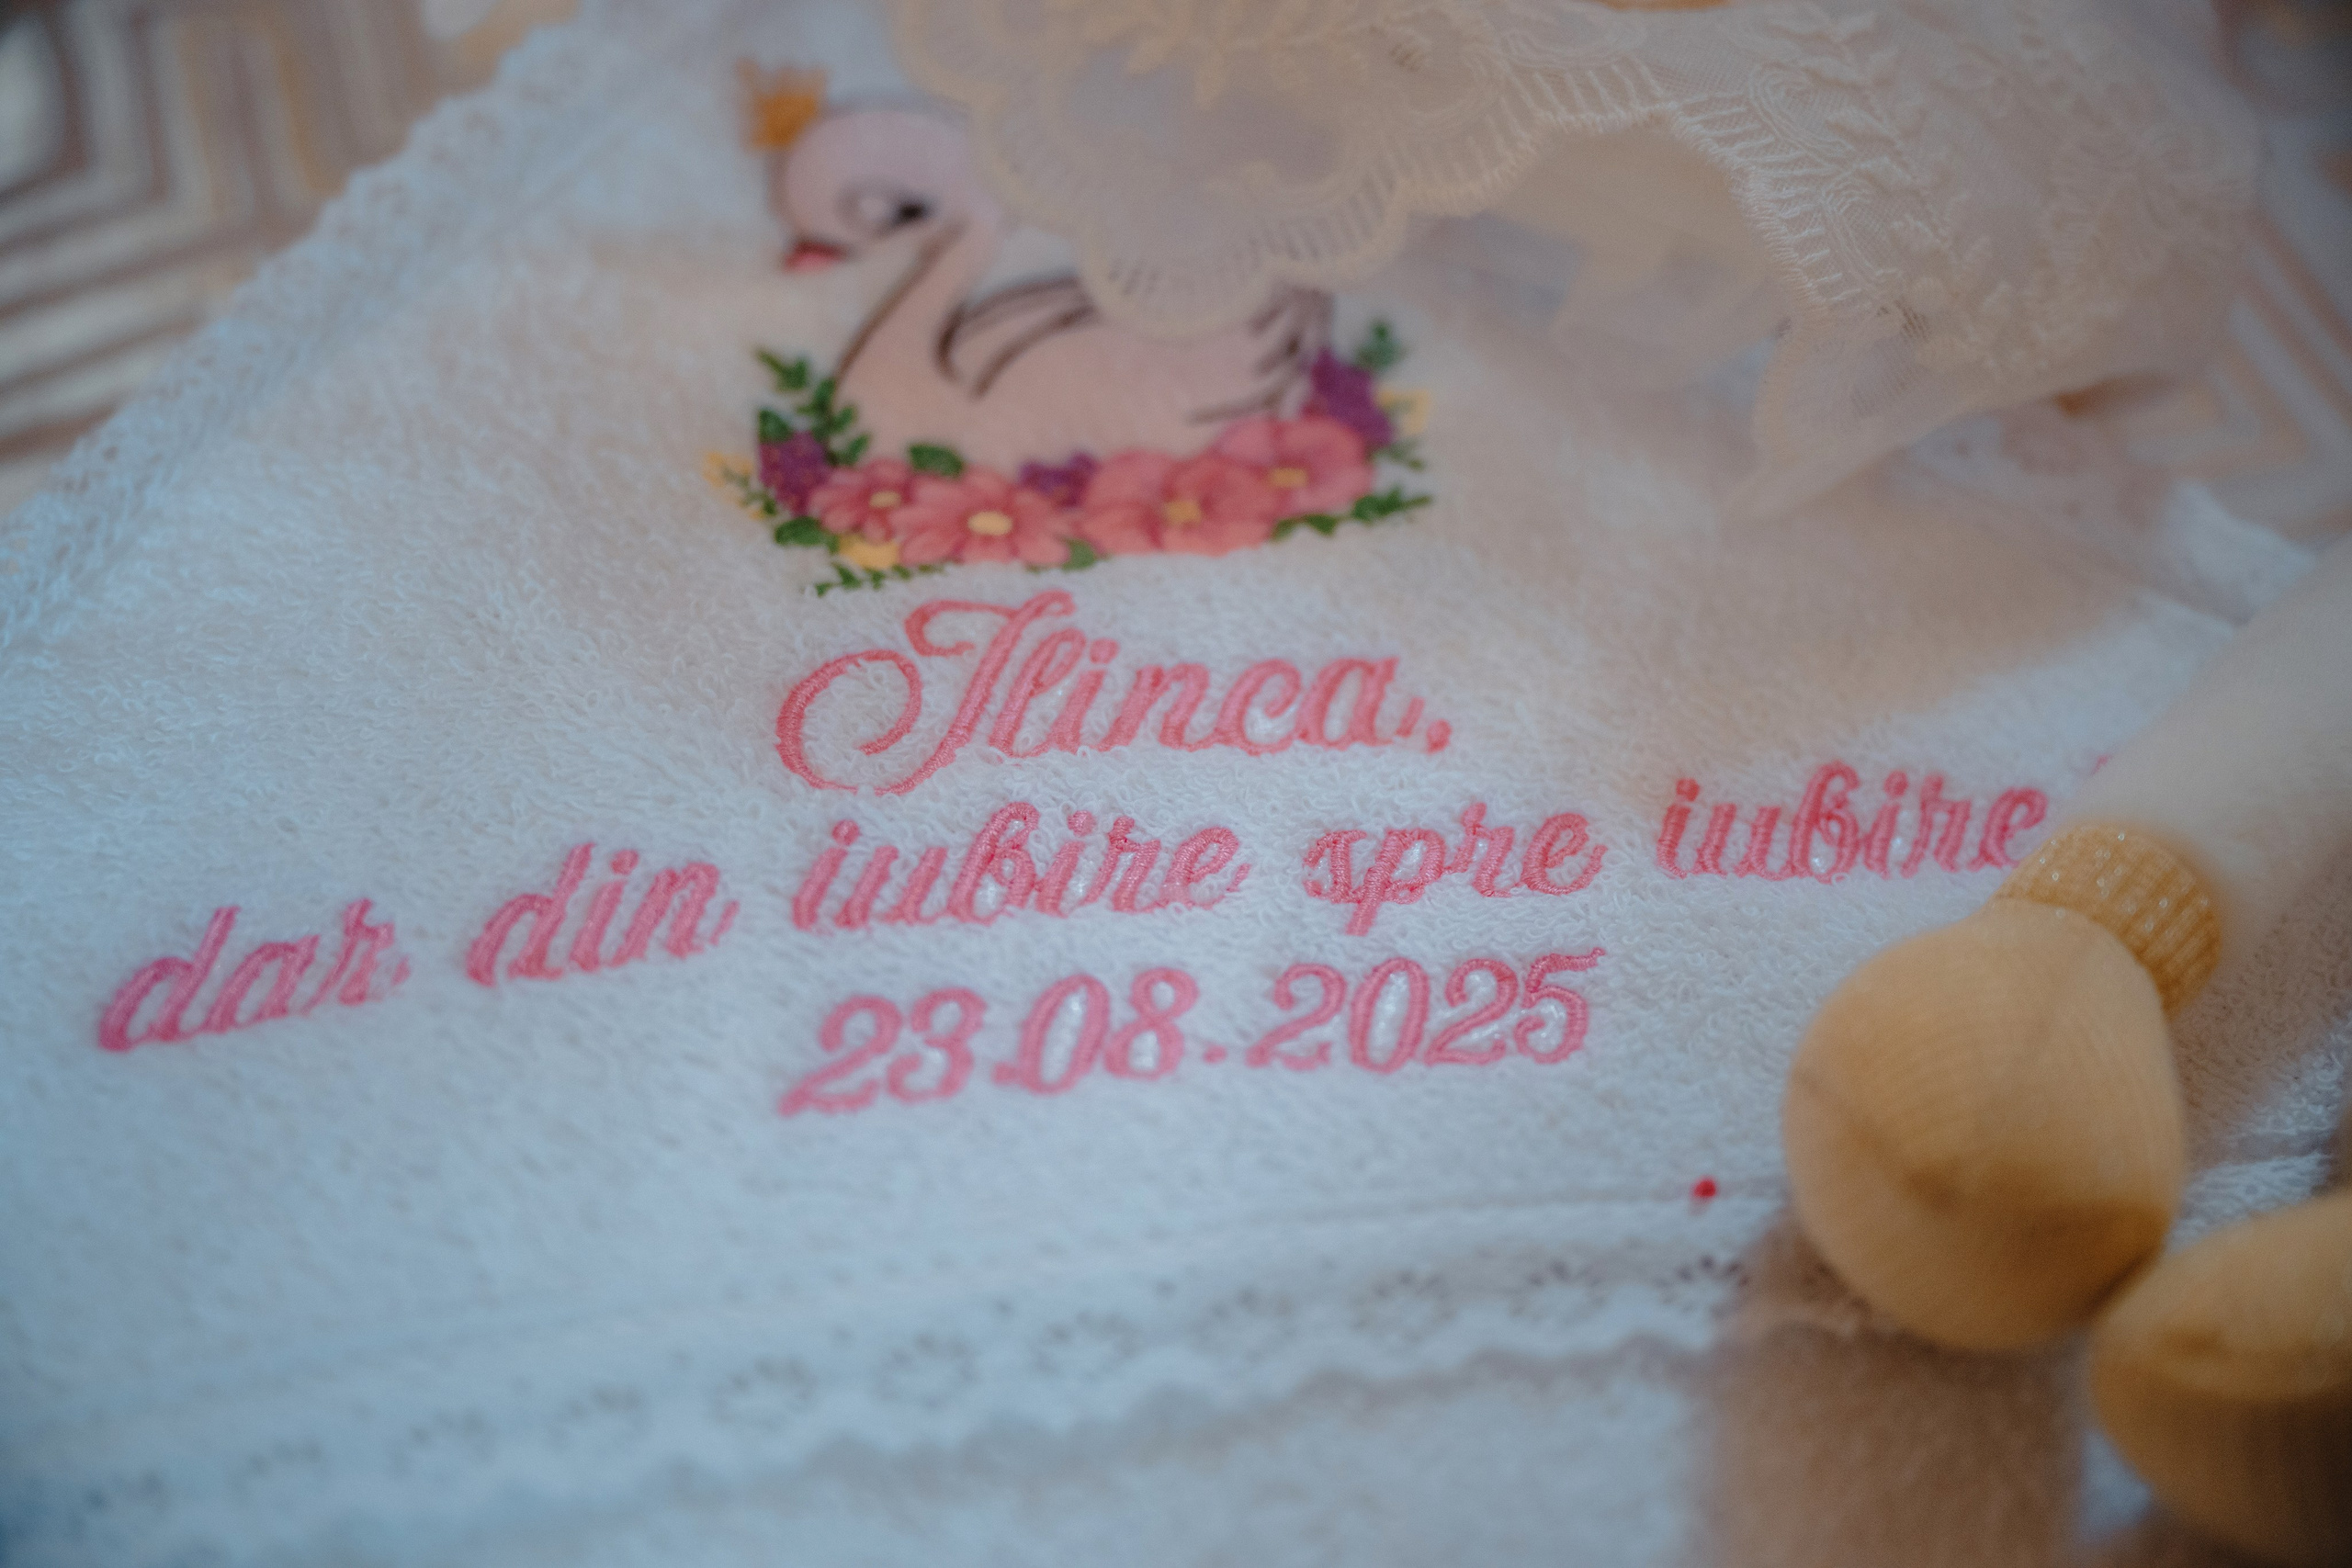 Ilinca,
dar din iubire spre iubire
23.08.2025